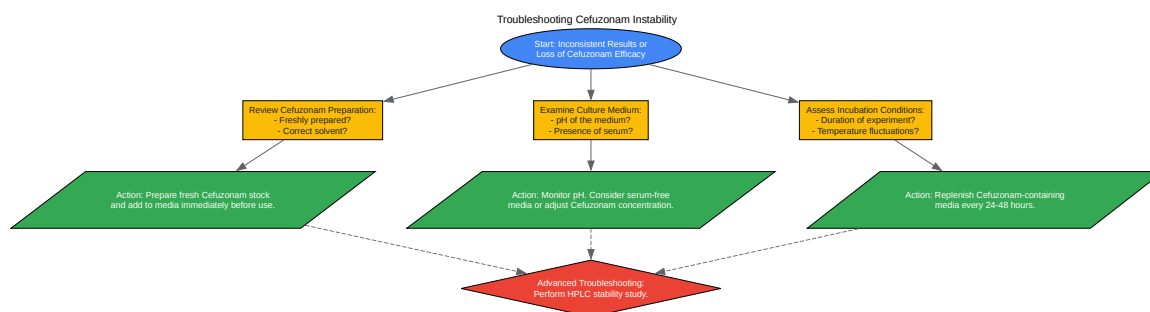 Troubleshooting Cefuzonam Instability
Start: Inconsistent Results or
Loss of Cefuzonam Efficacy
Review Cefuzonam Preparation:
- Freshly prepared?
- Correct solvent?
Examine Culture Medium:
- pH of the medium?
- Presence of serum?
Assess Incubation Conditions:
- Duration of experiment?
- Temperature fluctuations?
Action: Prepare fresh Cefuzonam stock
and add to media immediately before use.
Action: Monitor pH. Consider serum-free
media or adjust Cefuzonam concentration.
Action: Replenish Cefuzonam-containing
media every 24-48 hours.
Advanced Troubleshooting:
Perform HPLC stability study.